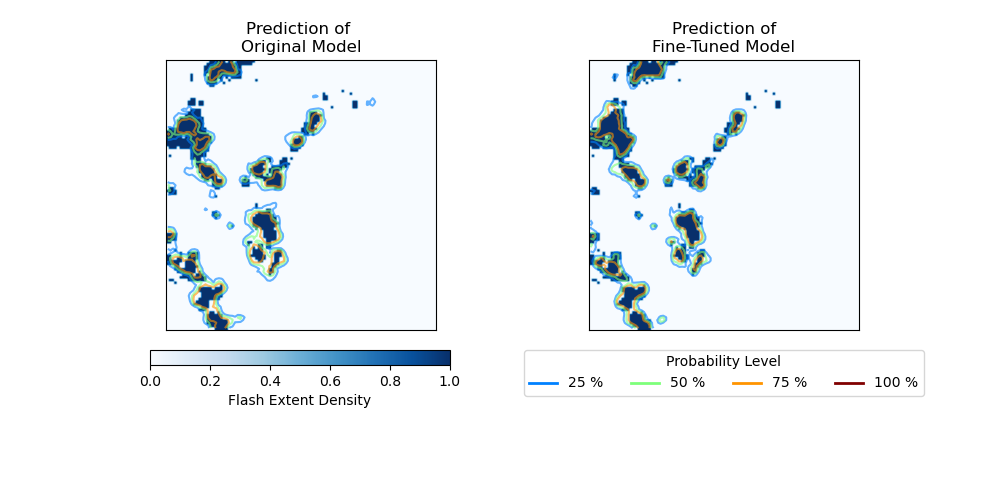 Prediction of
Original Model
Prediction of
Fine-Tuned Model
0.0 0.2 0.4 0.6 0.8 1.0
Flash Extent Density
Probability Level
25 % 50 % 75 % 100 %